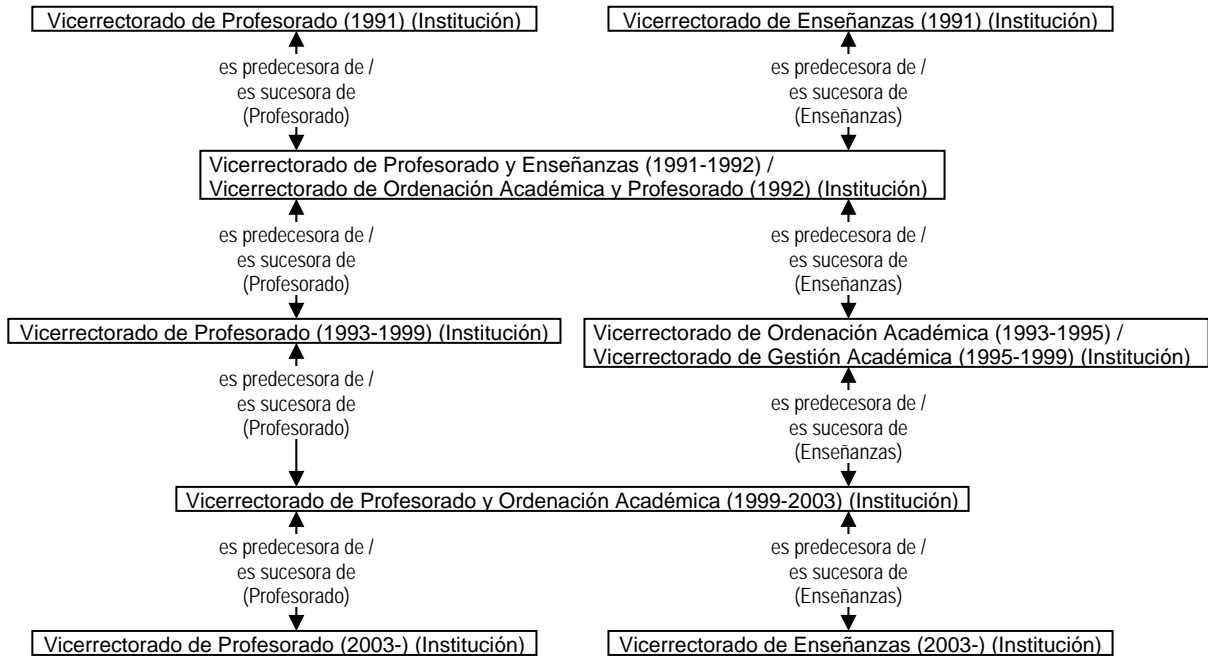 Vicerrectorado de Profesorado (1991) (Institución)
Vicerrectorado de Enseñanzas (1991) (Institución)
es predecesora de /
es sucesora de
(Profesorado)
es predecesora de /
es sucesora de
(Enseñanzas)
Vicerrectorado de Profesorado y Enseñanzas (1991-1992) /
Vicerrectorado de Ordenación Académica y Profesorado (1992) (Institución)
es predecesora de /
es sucesora de
(Profesorado)
es predecesora de /
es sucesora de
(Enseñanzas)
Vicerrectorado de Profesorado (1993-1999) (Institución)
Vicerrectorado de Ordenación Académica (1993-1995) /
Vicerrectorado de Gestión Académica (1995-1999) (Institución)
es predecesora de /
es sucesora de
(Profesorado)
es predecesora de /
es sucesora de
(Enseñanzas)
Vicerrectorado de Profesorado y Ordenación Académica (1999-2003) (Institución)
es predecesora de /
es sucesora de
(Profesorado)
es predecesora de /
es sucesora de
(Enseñanzas)
Vicerrectorado de Profesorado (2003-) (Institución)
Vicerrectorado de Enseñanzas (2003-) (Institución)